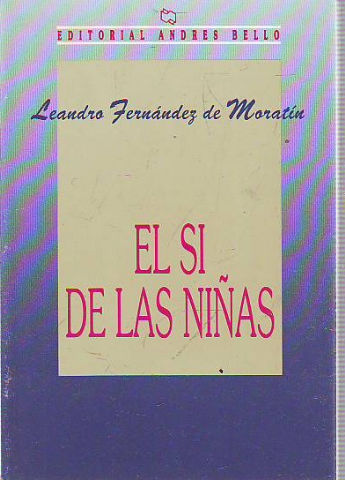 EDITORIAL ANDRES BELLO
Leandro Fernández de Moratín
EL SI
DE LAS NIÑAS